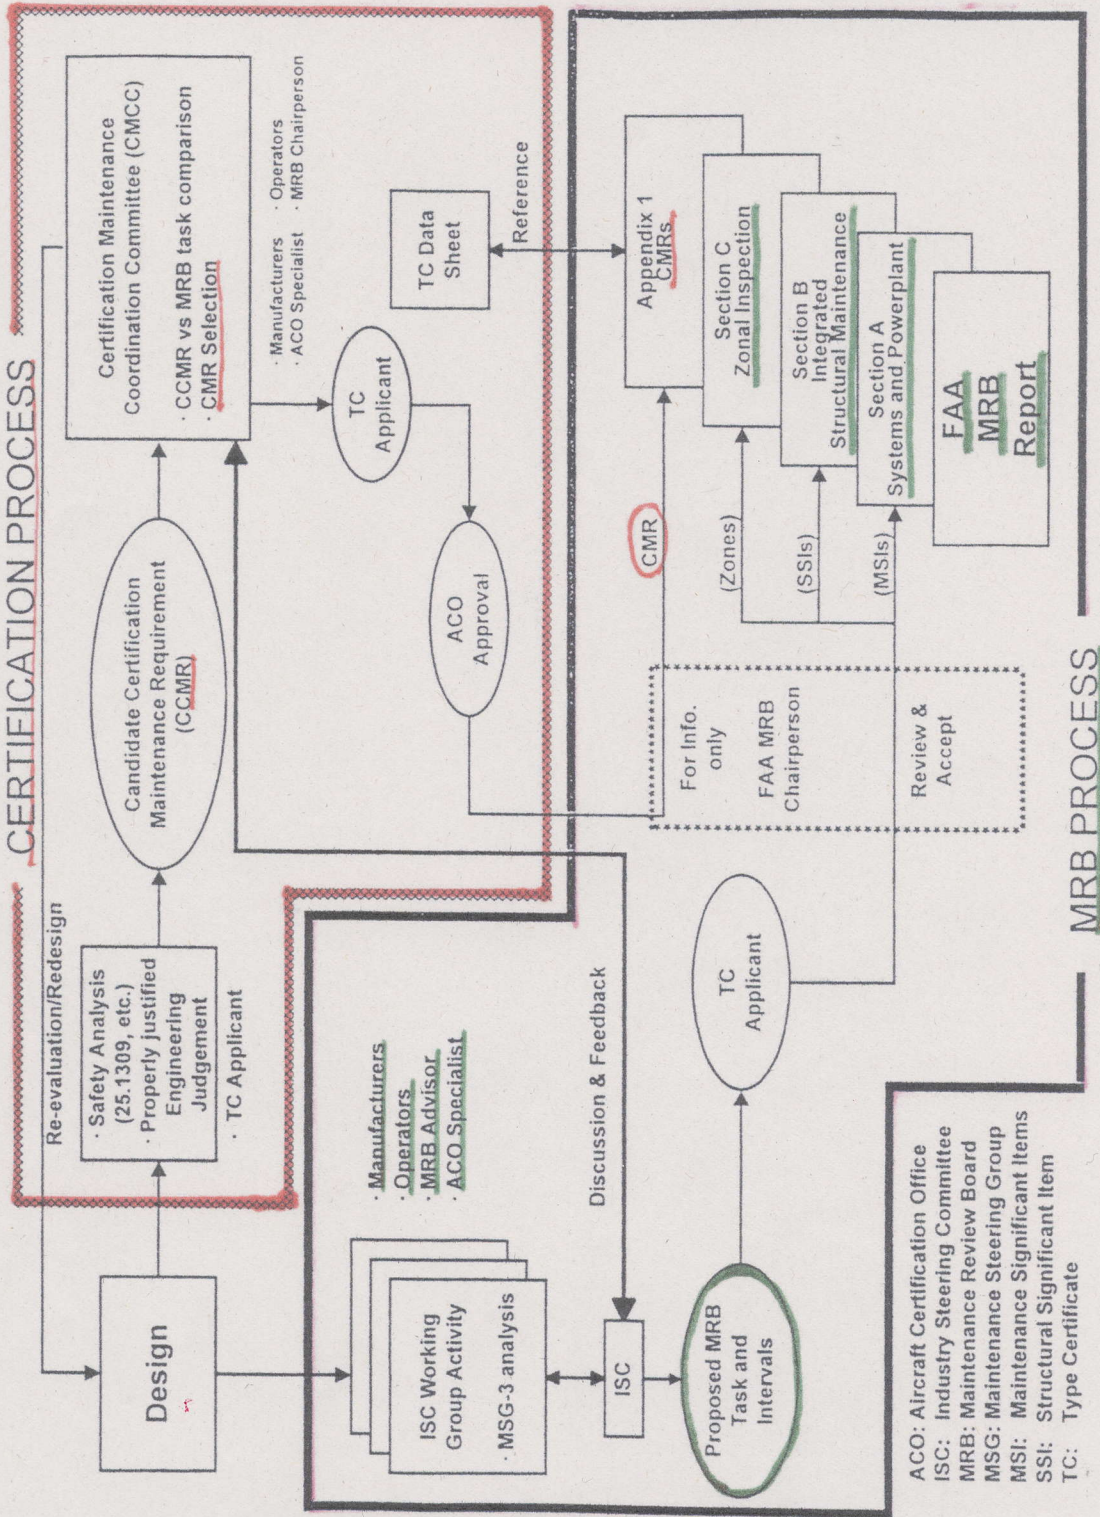 CERTIFICATION PROCESS
Re-evaluation/Redesign
Design
· Safety Analysis
(25.1309, etc.)
· Properly justified
Engineering
Judgement
· TC Applicant
Candidate Certification
Maintenance Requirement
(CCMR)
Certification Maintenance
Coordination Committee (CMCC)
· CCMR vs MRB task comparison
· CMR Selection
· Manufacturers · Operators
· ACO Specialist · MRB Chairperson
TC
Applicant
ACO
Approval
TC Data
Sheet
Reference
ISC Working
Group Activity
· MSG-3 analysis
· Manufacturers
· Operators
· MRB Advisor
· ACO Specialist
Discussion & Feedback
ISC
Proposed MRB
Task and
Intervals
TC
Applicant
For Info.
only
FAA MRB
Chairperson
Review &
Accept
CMR
(Zones)
(SSIs)
(MSIs)
Appendix 1
CMRs
Section C
Zonal Inspection
Section B
Integrated
Structural Maintenance
Section A
Systems and Powerplant
FAA
MRB
Report
ACO: Aircraft Certification Office
ISC: Industry Steering Committee
MRB: Maintenance Review Board
MSG: Maintenance Steering Group
MSI: Maintenance Significant Items
SSI: Structural Significant Item
TC: Type Certificate
MRB PROCESS